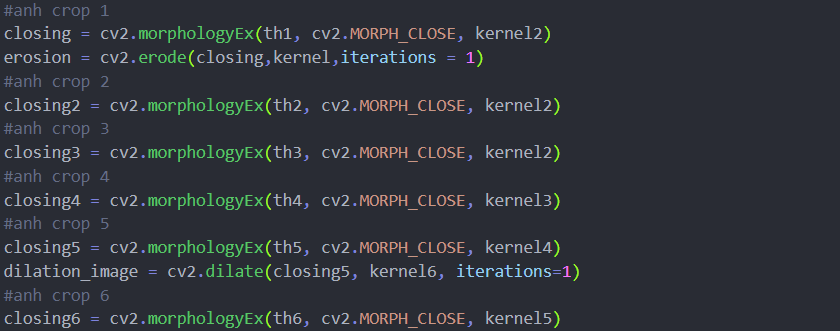 #anh crop 1
closing = cv2.morphologyEx(th1, cv2.MORPH_CLOSE, kernel2)
erosion = cv2.erode(closing,kernel,iterations = 1)
#anh crop 2
closing2 = cv2.morphologyEx(th2, cv2.MORPH_CLOSE, kernel2)
#anh crop 3
closing3 = cv2.morphologyEx(th3, cv2.MORPH_CLOSE, kernel2)
#anh crop 4
closing4 = cv2.morphologyEx(th4, cv2.MORPH_CLOSE, kernel3)
#anh crop 5
closing5 = cv2.morphologyEx(th5, cv2.MORPH_CLOSE, kernel4)
dilation_image = cv2.dilate(closing5, kernel6, iterations=1)
#anh crop 6
closing6 = cv2.morphologyEx(th6, cv2.MORPH_CLOSE, kernel5)